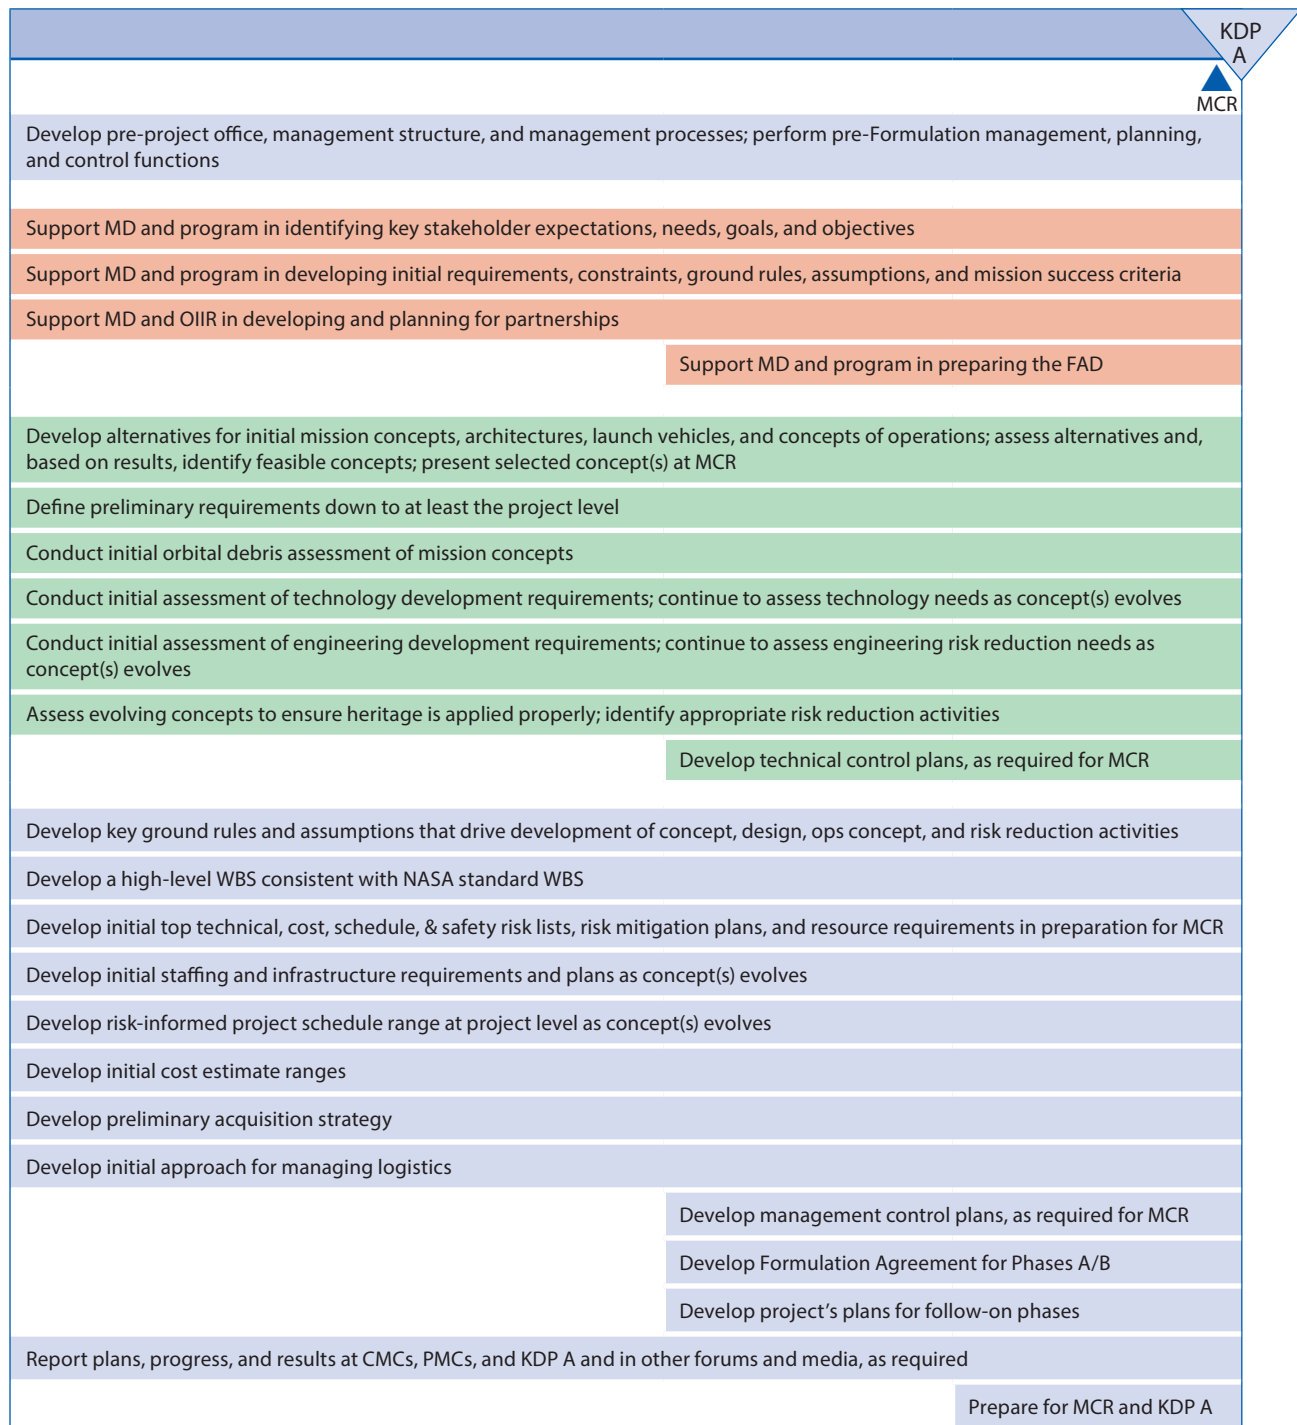 KDP
A
MCR
Develop pre-project office, management structure, and management processes; perform pre-Formulation management, planning,
and control functions
Support MD and program in identifying key stakeholder expectations, needs, goals, and objectives
Support MD and program in developing initial requirements, constraints, ground rules, assumptions, and mission success criteria
Support MD and OIIR in developing and planning for partnerships
Support MD and program in preparing the FAD
Develop alternatives for initial mission concepts, architectures, launch vehicles, and concepts of operations; assess alternatives and,
based on results, identify feasible concepts; present selected concept(s) at MCR
Define preliminary requirements down to at least the project level
Conduct initial orbital debris assessment of mission concepts
Conduct initial assessment of technology development requirements; continue to assess technology needs as concept(s) evolves
Conduct initial assessment of engineering development requirements; continue to assess engineering risk reduction needs as
concept(s) evolves
Assess evolving concepts to ensure heritage is applied properly; identify appropriate risk reduction activities
Develop technical control plans, as required for MCR
Develop key ground rules and assumptions that drive development of concept, design, ops concept, and risk reduction activities
Develop a high-level WBS consistent with NASA standard WBS
Develop initial top technical, cost, schedule, & safety risk lists, risk mitigation plans, and resource requirements in preparation for MCR
Develop initial staffing and infrastructure requirements and plans as concept(s) evolves
Develop risk-informed project schedule range at project level as concept(s) evolves
Develop initial cost estimate ranges
Develop preliminary acquisition strategy
Develop initial approach for managing logistics
Develop management control plans, as required for MCR
Develop Formulation Agreement for Phases A/B
Develop project’s plans for follow-on phases
Report plans, progress, and results at CMCs, PMCs, and KDP A and in other forums and media, as required
Prepare for MCR and KDP A